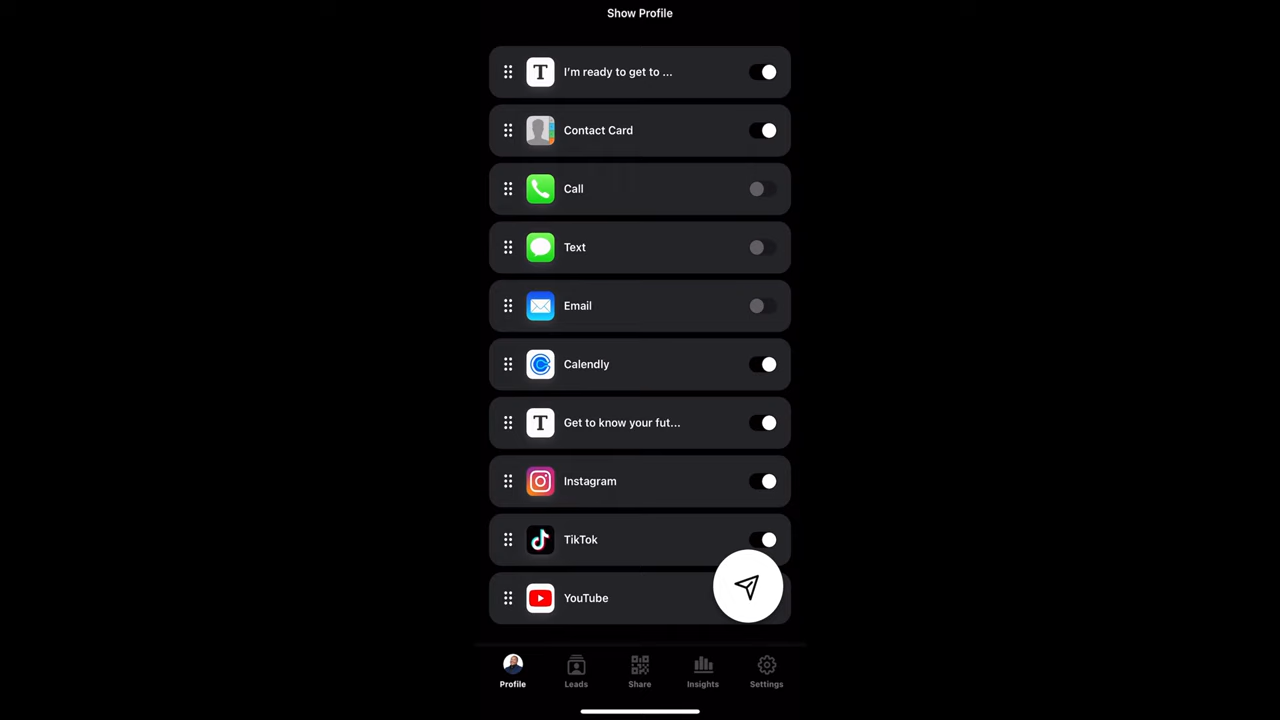 Show Profile
T I'm ready to get to ...
Contact Card
Call
Text
Email
Calendly
T Get to know your fut...
Instagram
TikTok
YouTube
Profile Leads Share Insights Settings